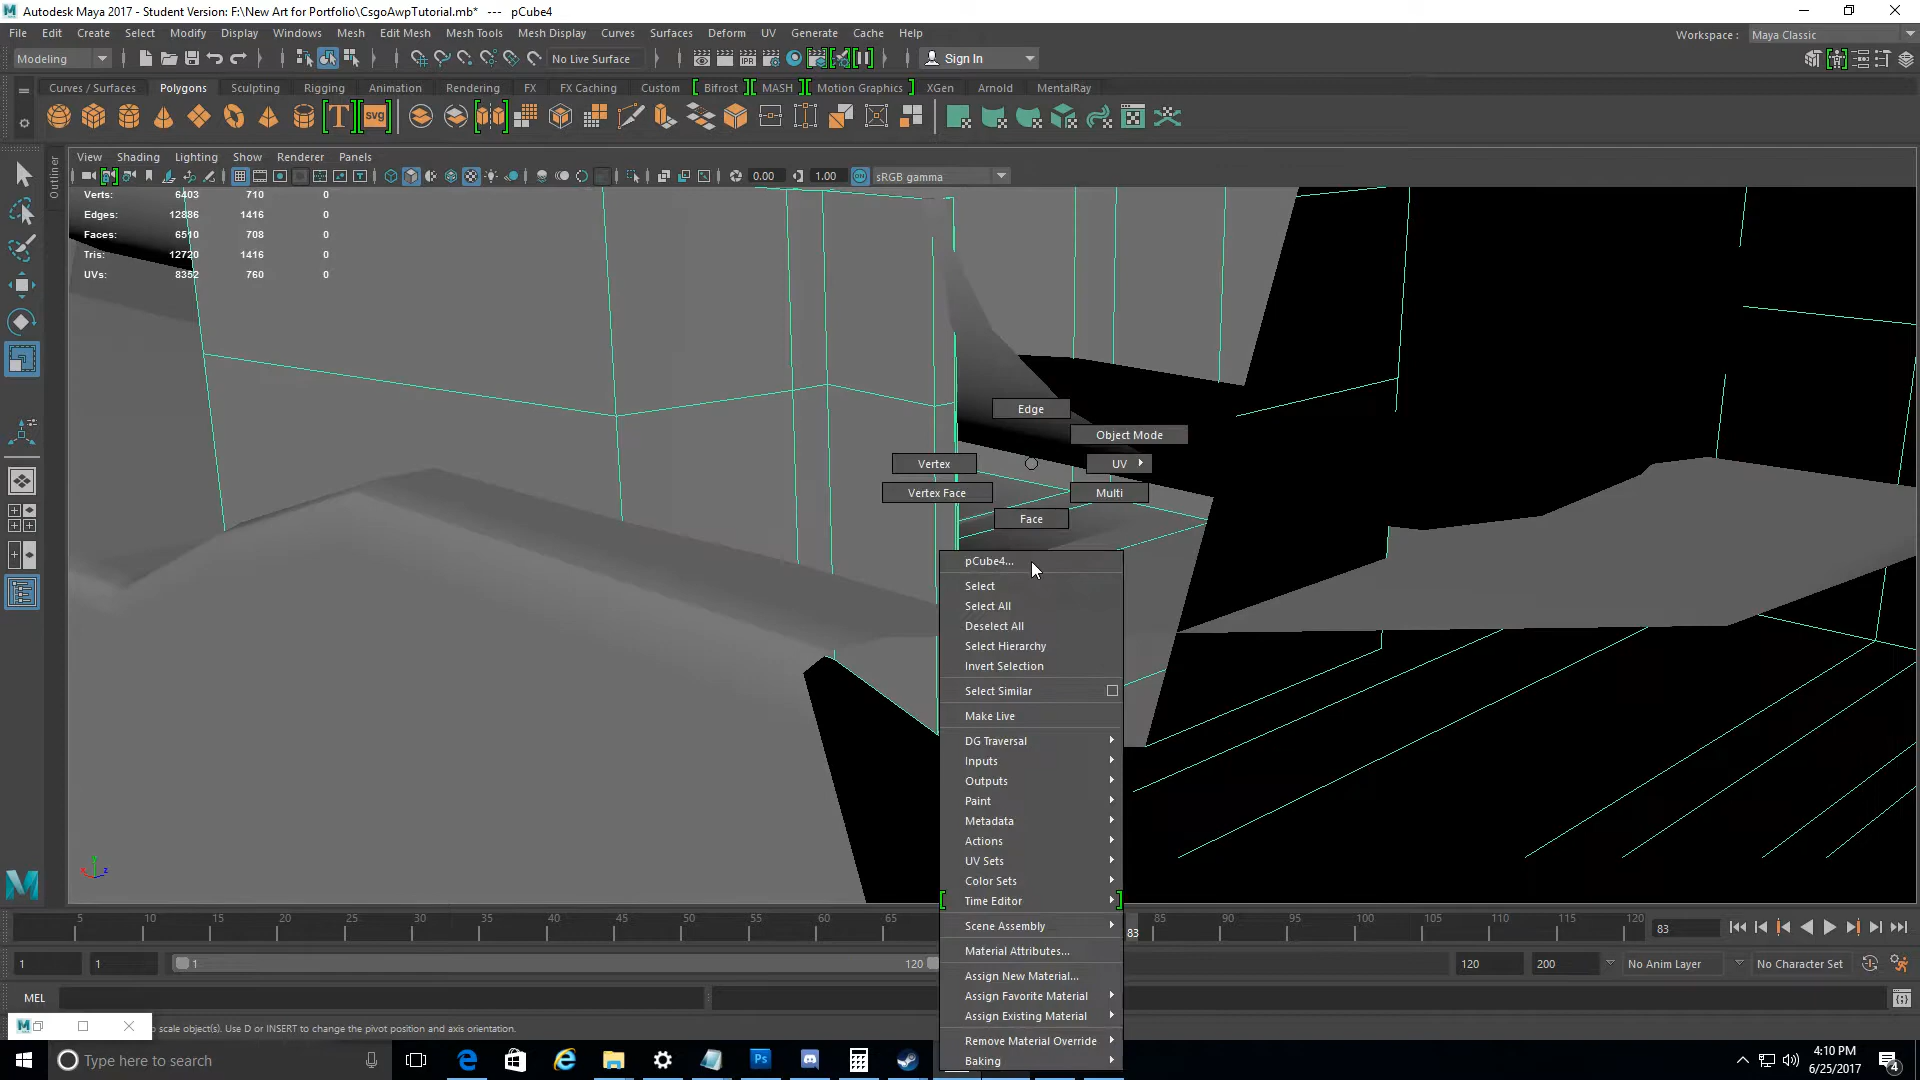 Autodesk Maya 2017 - Student Version: F:\New Art for Portfolio\CsgoAwpTutorial.mb* --- pCube4
File Edit Create Select Modify Display Windows Mesh Edit Mesh Mesh Tools Mesh Display Curves Surfaces Deform UV Generate Cache Help
Workspace : Maya Classic
Modeling No Live Surface Sign In
Curves / Surfaces Polygons Sculpting Rigging Animation Rendering FX FX Caching Custom Bifrost MASH Motion Graphics XGen Arnold MentalRay
T svg
View Shading Lighting Show Renderer Panels
Outliner
0.00 1.00 ON sRGB gamma
Verts: 6403 710 0
Edges: 12886 1416 0
Faces: 6510 708 0
Tris: 12720 1416 0
UVs: 8352 760 0
Edge
Object Mode
Vertex UV
Vertex Face Multi
Face
pCube4...
Select
Select All
Deselect All
Select Hierarchy
Invert Selection
Select Similar
Make Live
DG Traversal
Inputs
Outputs
Paint
Metadata
Actions
UV Sets
Color Sets
Time Editor
Scene Assembly
Material Attributes...
Assign New Material...
Assign Favorite Material
Assign Existing Material
Remove Material Override
Baking
5 10 15 20 25 30 35 40 45 50 55 60 65 85 90 95 100 105 110 115 120
83 83
1 1 1 120 120 200 No Anim Layer No Character Set
MEL
to scale object(s). Use D or INSERT to change the pivot position and axis orientation.
Type here to search
Ps
4:10 PM
6/25/2017
4